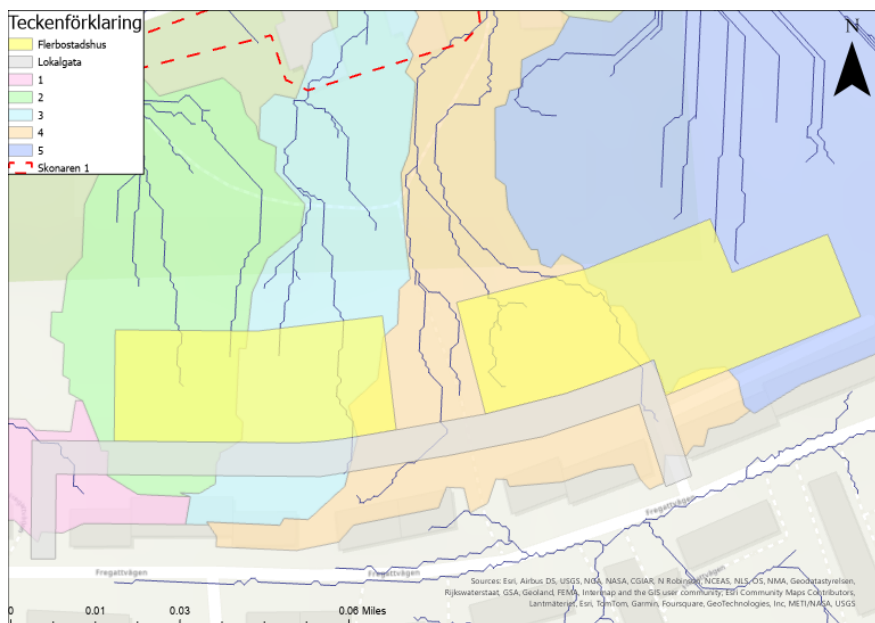 Teckenförklaring
Flerbostadshus
Lokalgata
1
2
3
4
5
Skonaren 1
N
Fregattvägen
Fregattvägen
Fregattvägen
Sources: Esri, Airbus DS, USGS, NGA, NASA, CGIAR, N Robinson, NCEAS, NLS, OS, NMA, Geodatastyrelsen,
Rijkswaterstaat, GSA, Geoland, FEMA, Intermap and the GIS user community, Esri Community Maps Contributors,
Lantmäteriet, Esri, TomTom, Garmin, Foursquare, GeoTechnologies, Inc, METI/NASA, USGS
0 0.01 0.03 0.06 Miles